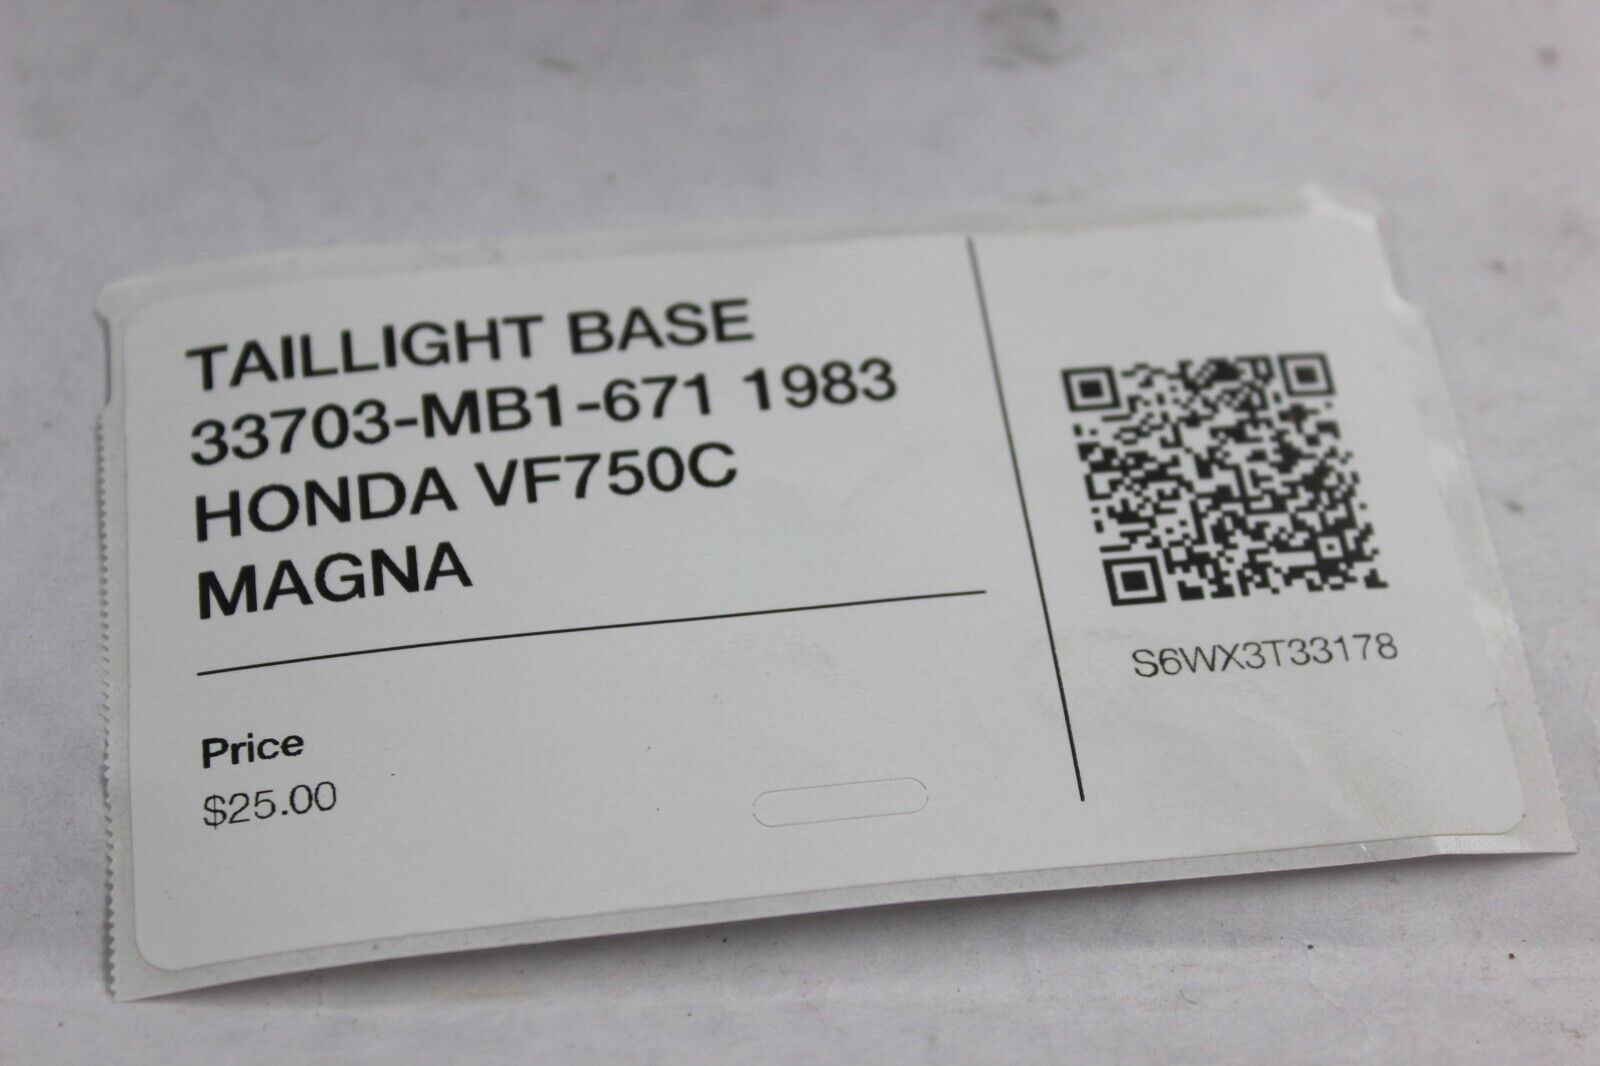 TAILLIGHT BASE
33703-MB1-671 1983
HONDA VF750C
MAGNA
Price
$25.00
S6WX3T33178